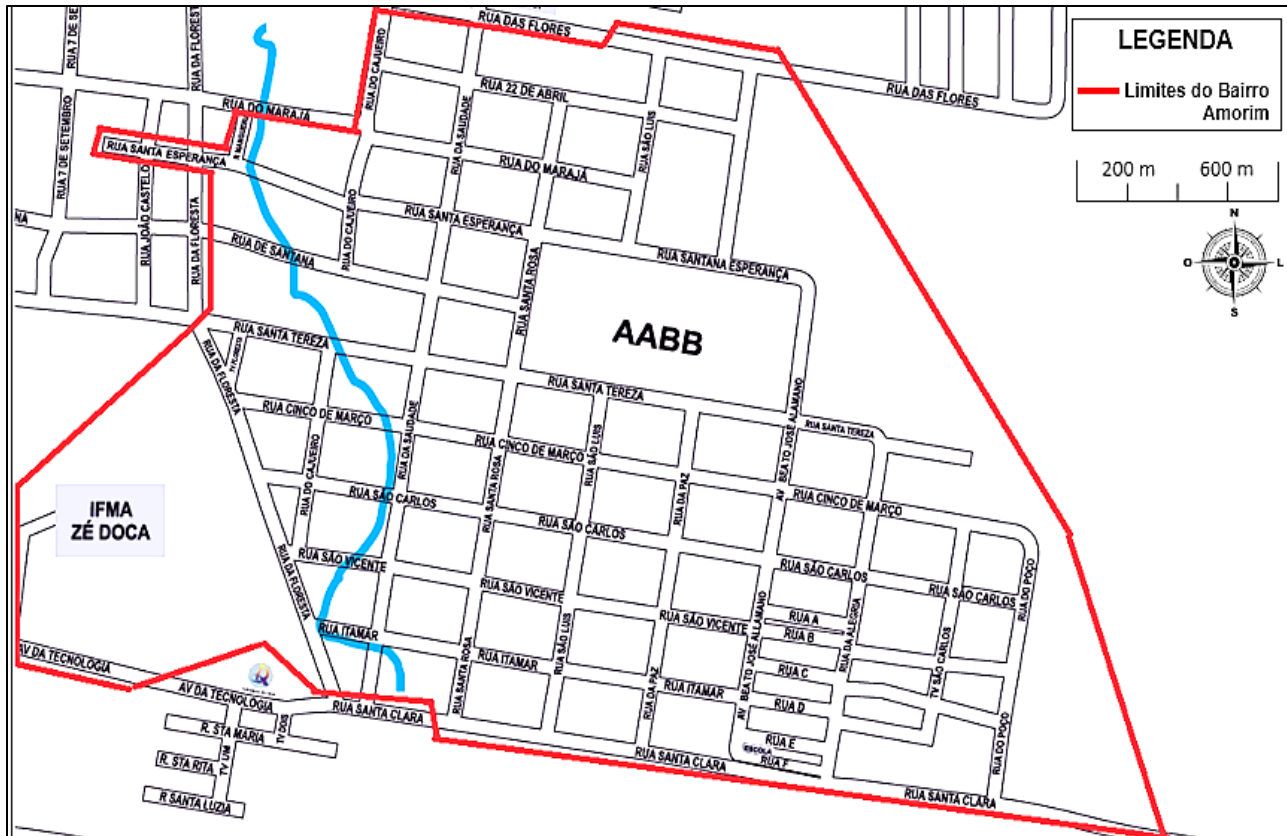 RUA DAS FLORES
LEGENDA
Limites do Bairro
Amorim
200 m
600 m
N
O
L
S
RUA 7 DE SETEMBRO
RUA DA FLORESTA
RUA DO CAJUEIRO
RUA 22 DE ABRIL
RUA DAS FLORES
RUA DO MARAJÁ
RUA DA SAUDADE
RUA SÃO LUIS
RUA 7 DE SETEMBRO
RUA SANTA ESPERANÇA
RUA DO MARAJÁ
RUA JOÃO CASTELO
RUA DA FLORESTA
NA
RUA DO CAJUEIRO
RUA SANTA ESPERANÇA
RUA DE SANTANA
RUA SANTA ROSA
RUA SANTANA ESPERANÇA
AABB
RUA SANTA TEREZA
RUA DA FLORESTA
RUA SANTA TEREZA
RUA SANTA TEREZA
RUA CINCO DE MARÇO
RUA DA SAUDADE
RUA CINCO DE MARÇO
RUA SÃO LUIS
AV BEATO JOSÉ ALAMANO
RUA DO CAJUEIRO
RUA SANTA ROSA
RUA DA PAZ
RUA CINCO DE MARÇO
IFMA
ZÉ DOCA
RUA SÃO CARLOS
RUA SÃO CARLOS
RUA SÃO VICENTE
RUA DA FLORESTA
RUA SÃO CARLOS
RUA SÃO CARLOS
RUA DO POÇO
RUA SÃO VICENTE
RUA SÃO VICENTE
AV BEATO JOSÉ ALLAMANO
RUA A
RUA B
RUA DA ALEGRIA
RUA ITAMAR
RUA ITAMAR
RUA SANTA ROSA
RUA SÃO LUIS
RUA C
TV SÃO CARLOS
AV DA TECNOLOGIA
RUA ITAMAR
RUA DA PAZ
RUA D
AV DA TECNOLOGIA
RUA SANTA CLARA
RUA E
ESCOLA
RUA F
RUA DO POÇO
R. STA MARIA
TV DOIS
TV UM
R. STA RITA
R SANTA LUZIA
RUA SANTA CLARA
RUA SANTA CLARA